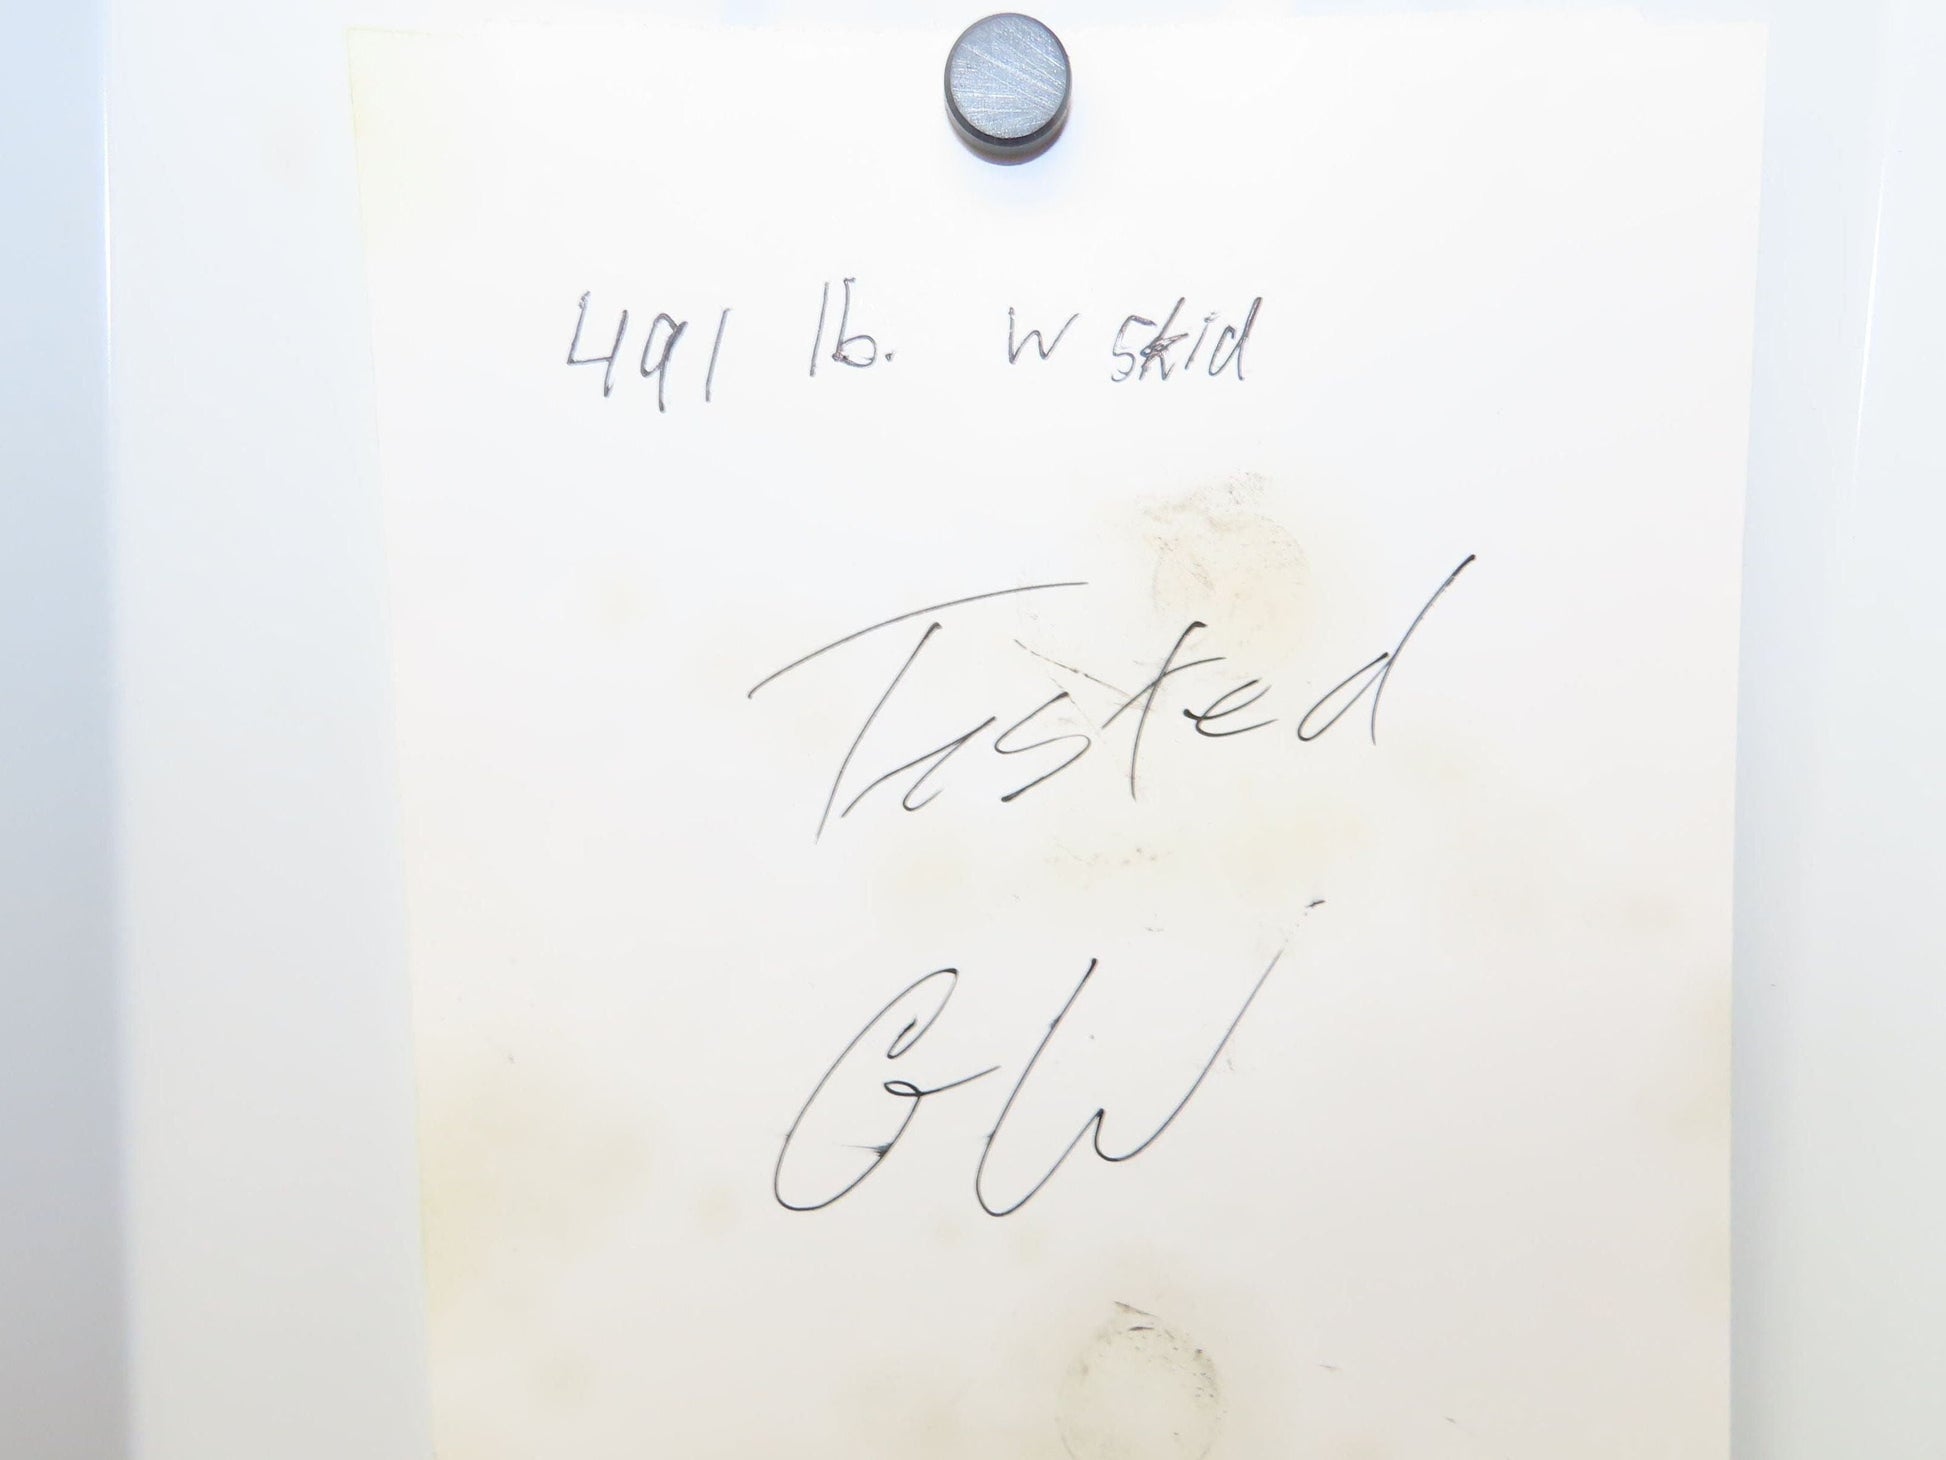 491 lb. w skid
Tested
GW